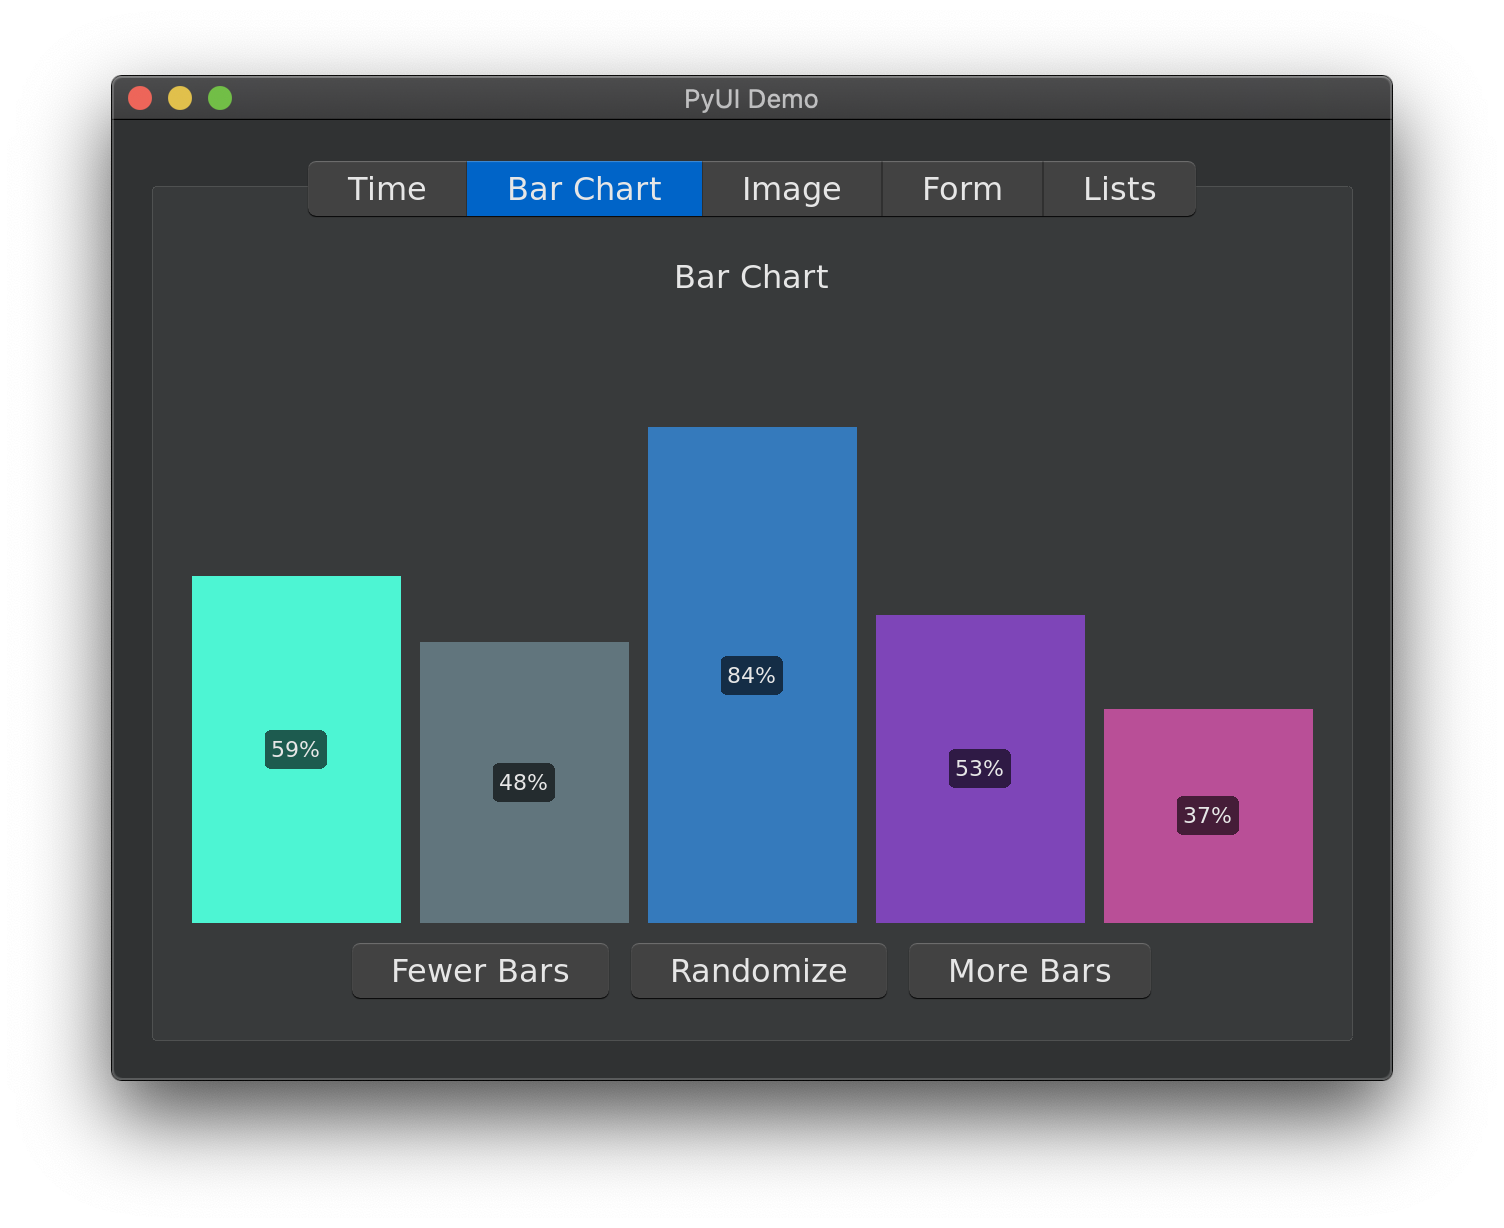 PyUI Demo
Time Bar Chart Image Form Lists
Bar Chart
59% 48% 84% 53% 37%
Fewer Bars Randomize More Bars